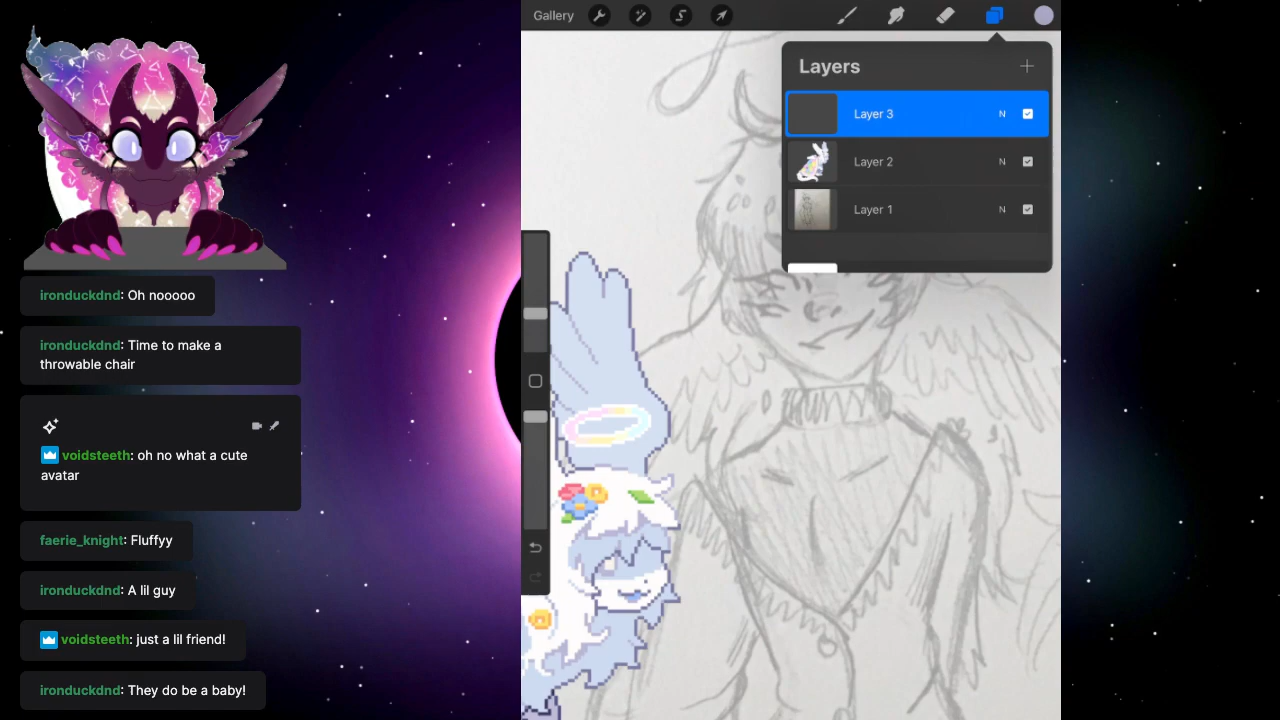 Gallery
Layers
Layer 3 N
Layer 2 N
Layer 1 N
ironduckdnd: Oh nooooo
ironduckdnd: Time to make a
throwable chair
voidsteeth: oh no what a cute
avatar
faerie_knight: Fluffyy
ironduckdnd: A lil guy
voidsteeth: just a lil friend!
ironduckdnd: They do be a baby!